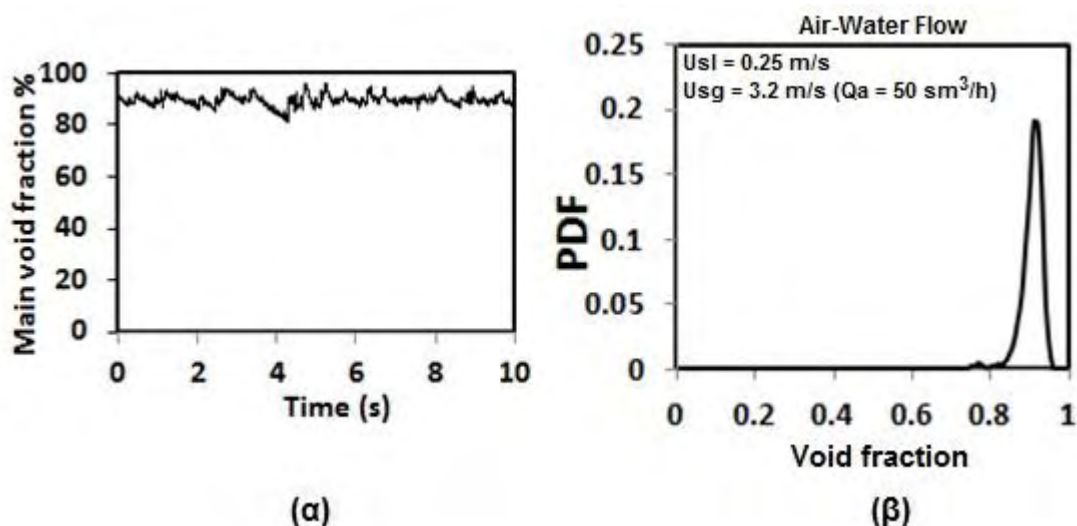 Main void fraction %
100
80
60
40
20
0
0 2 4 6 8 10
Time (s)
(α)
Air-Water Flow
Usl = 0.25 m/s
Usg = 3.2 m/s (Qa = 50 sm³/h)
PDF
0.25
0.2
0.15
0.1
0.05
0
0 0.2 0.4 0.6 0.8 1
Void fraction
(β)